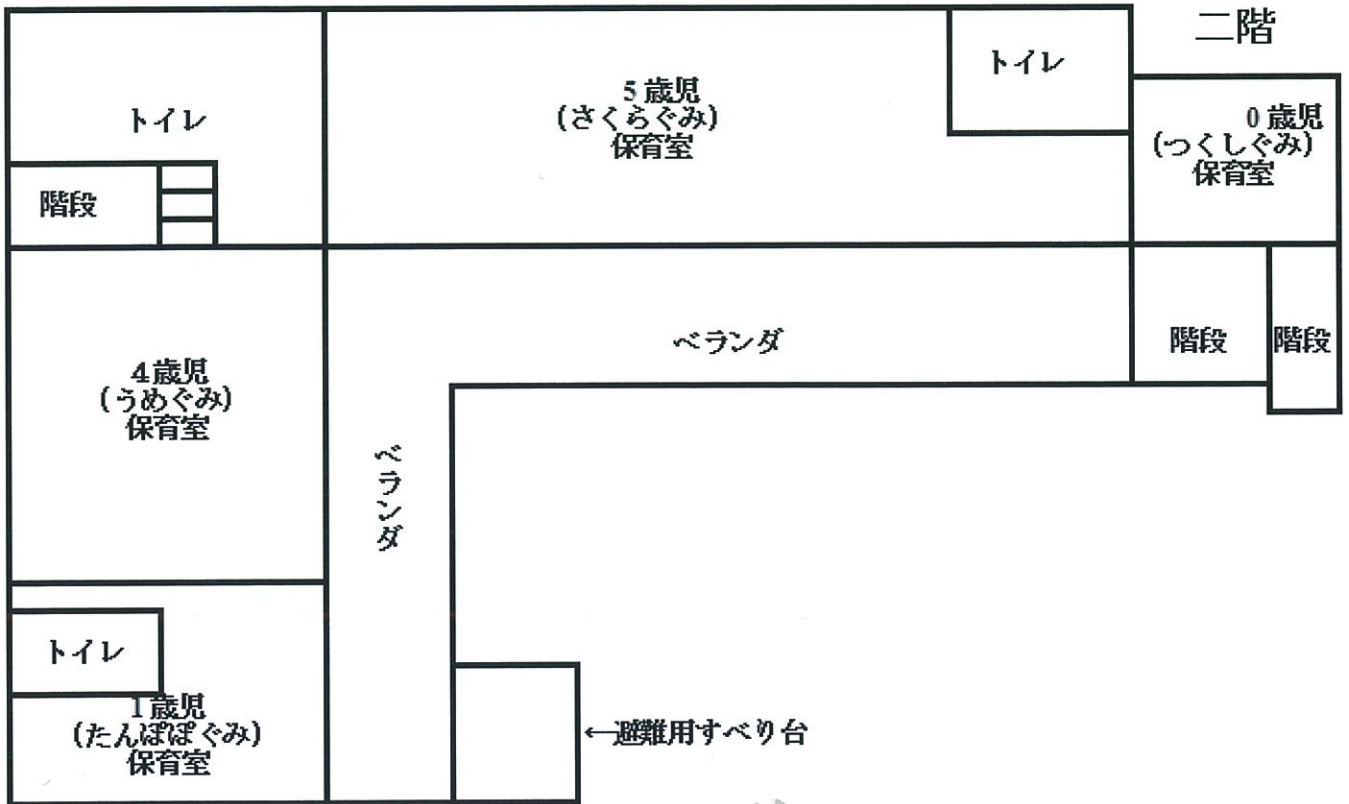 二階
トイレ
5歳児
(さくらぐみ)
保育室
トイレ
0歳児
(つくしぐみ)
保育室
階段
4歳児
(うめぐみ)
保育室
ベランダ
階段
階段
ベランダ
トイレ
1歳児
(たんぽぽぐみ)
保育室
←避難用すべり台